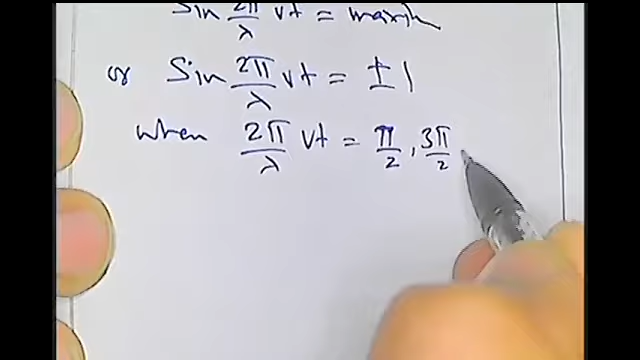 Sin 2π/λ vt = maxm
or Sin 2π/λ vt = ±1
when 2π/λ vt = π/2, 3π/2